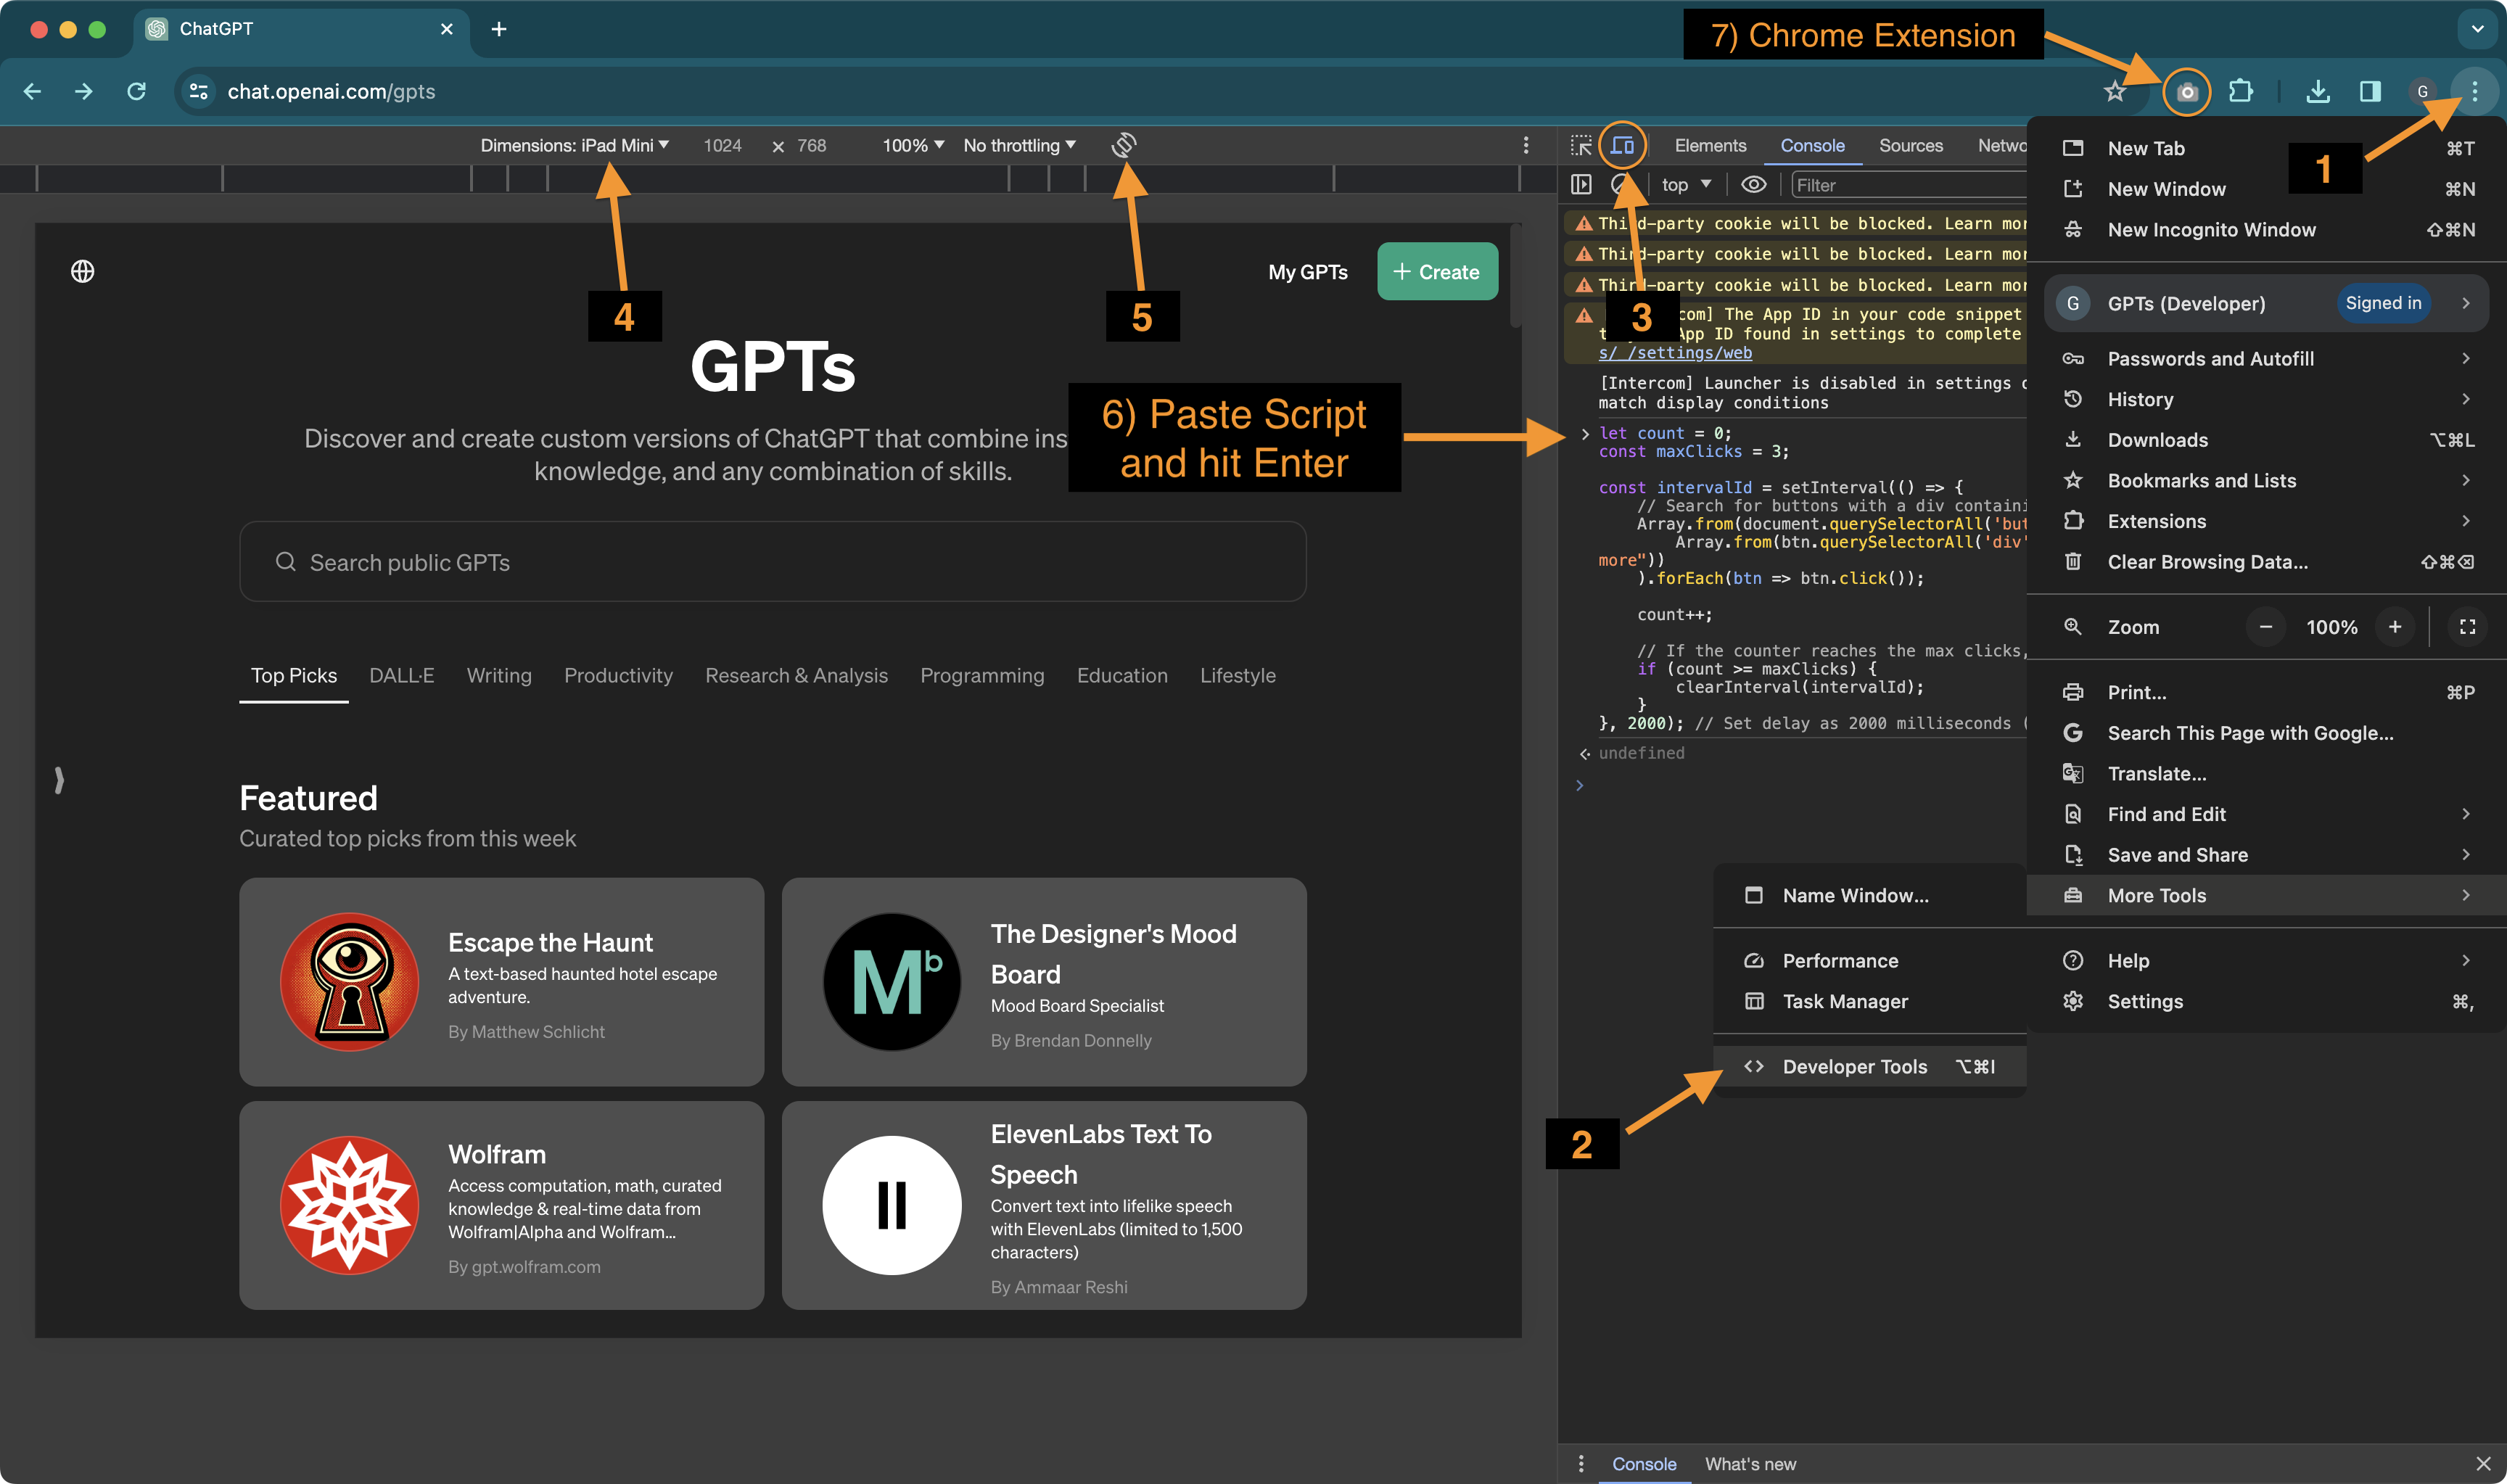 ChatGPT
7) Chrome Extension
chat.openai.com/gpts
G
Dimensions: iPad Mini
1024 × 768
100%
No throttling
4
5
My GPTs
+ Create
GPTs
Discover and create custom versions of ChatGPT that combine ins
knowledge, and any combination of skills.
Search public GPTs
Top Picks DALL·E Writing Productivity Research & Analysis Programming Education Lifestyle
Featured
Curated top picks from this week
Escape the Haunt
A text-based haunted hotel escape
adventure.
By Matthew Schlicht
The Designer's Mood
Board
Mood Board Specialist
By Brendan Donnelly
Wolfram
Access computation, math, curated
knowledge & real-time data from
Wolfram|Alpha and Wolfram...
By gpt.wolfram.com
ElevenLabs Text To
Speech
Convert text into lifelike speech
with ElevenLabs (limited to 1,500
characters)
By Ammaar Reshi
6) Paste Script
and hit Enter
Elements Console Sources Netwo
top
Filter
Third-party cookie will be blocked. Learn mor
Third-party cookie will be blocked. Learn mor
Third-party cookie will be blocked. Learn mor
3
com] The App ID in your code snippet
App ID found in settings to complete
s/_/settings/web
[Intercom] Launcher is disabled in settings
match display conditions
let count = 0;
const maxClicks = 3;
const intervalId = setInterval(() => {
// Search for buttons with a div containi
Array.from(document.querySelectorAll('but
Array.from(btn.querySelectorAll('div'
more"))
).forEach(btn => btn.click());
count++;
// If the counter reaches the max clicks,
if (count >= maxClicks) {
clearInterval(intervalId);
}
}, 2000); // Set delay as 2000 milliseconds (
undefined
1
New Tab ⌘T
New Window ⌘N
New Incognito Window ⇧⌘N
G GPTs (Developer) Signed in
Passwords and Autofill
History
Downloads ⌥⌘L
Bookmarks and Lists
Extensions
Clear Browsing Data... ⇧⌘⌫
Zoom − 100% +
Print... ⌘P
Search This Page with Google...
Translate...
Find and Edit
Save and Share
More Tools
Help
Settings ⌘,
Name Window...
Performance
Task Manager
Developer Tools ⌥⌘I
2
Console What's new